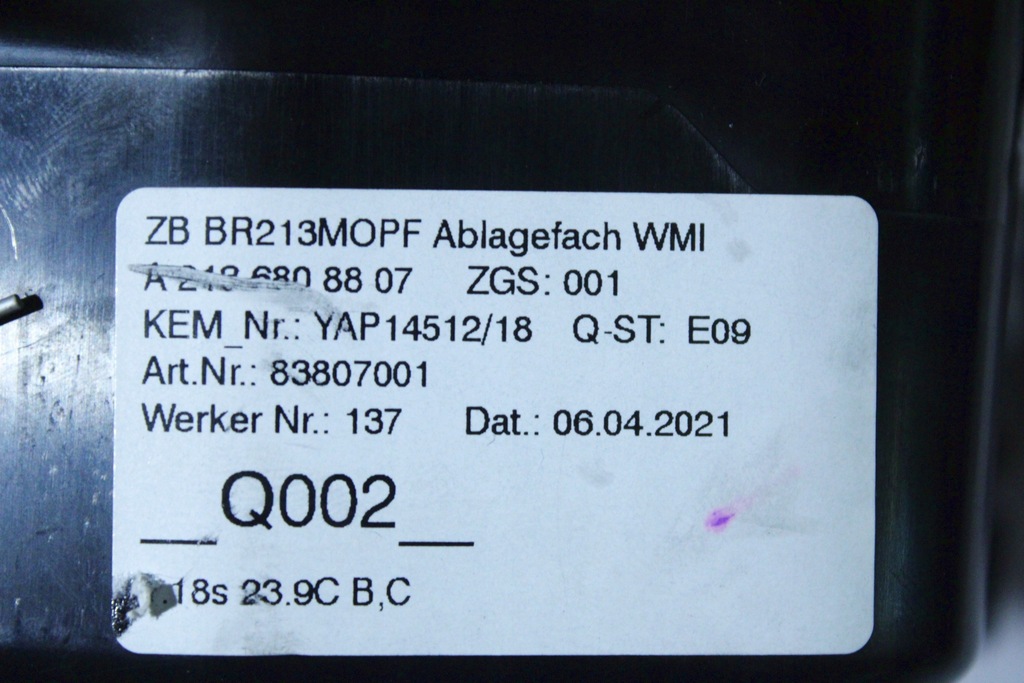 ZB BR213MOPF Ablagefach WMI
A 213 680 88 07 ZGS: 001
KEM_Nr.: YAP14512/18 Q-ST: E09
Art.Nr.: 83807001
Werker Nr.: 137 Dat.: 06.04.2021
__Q002__
18s 23.9C B,C